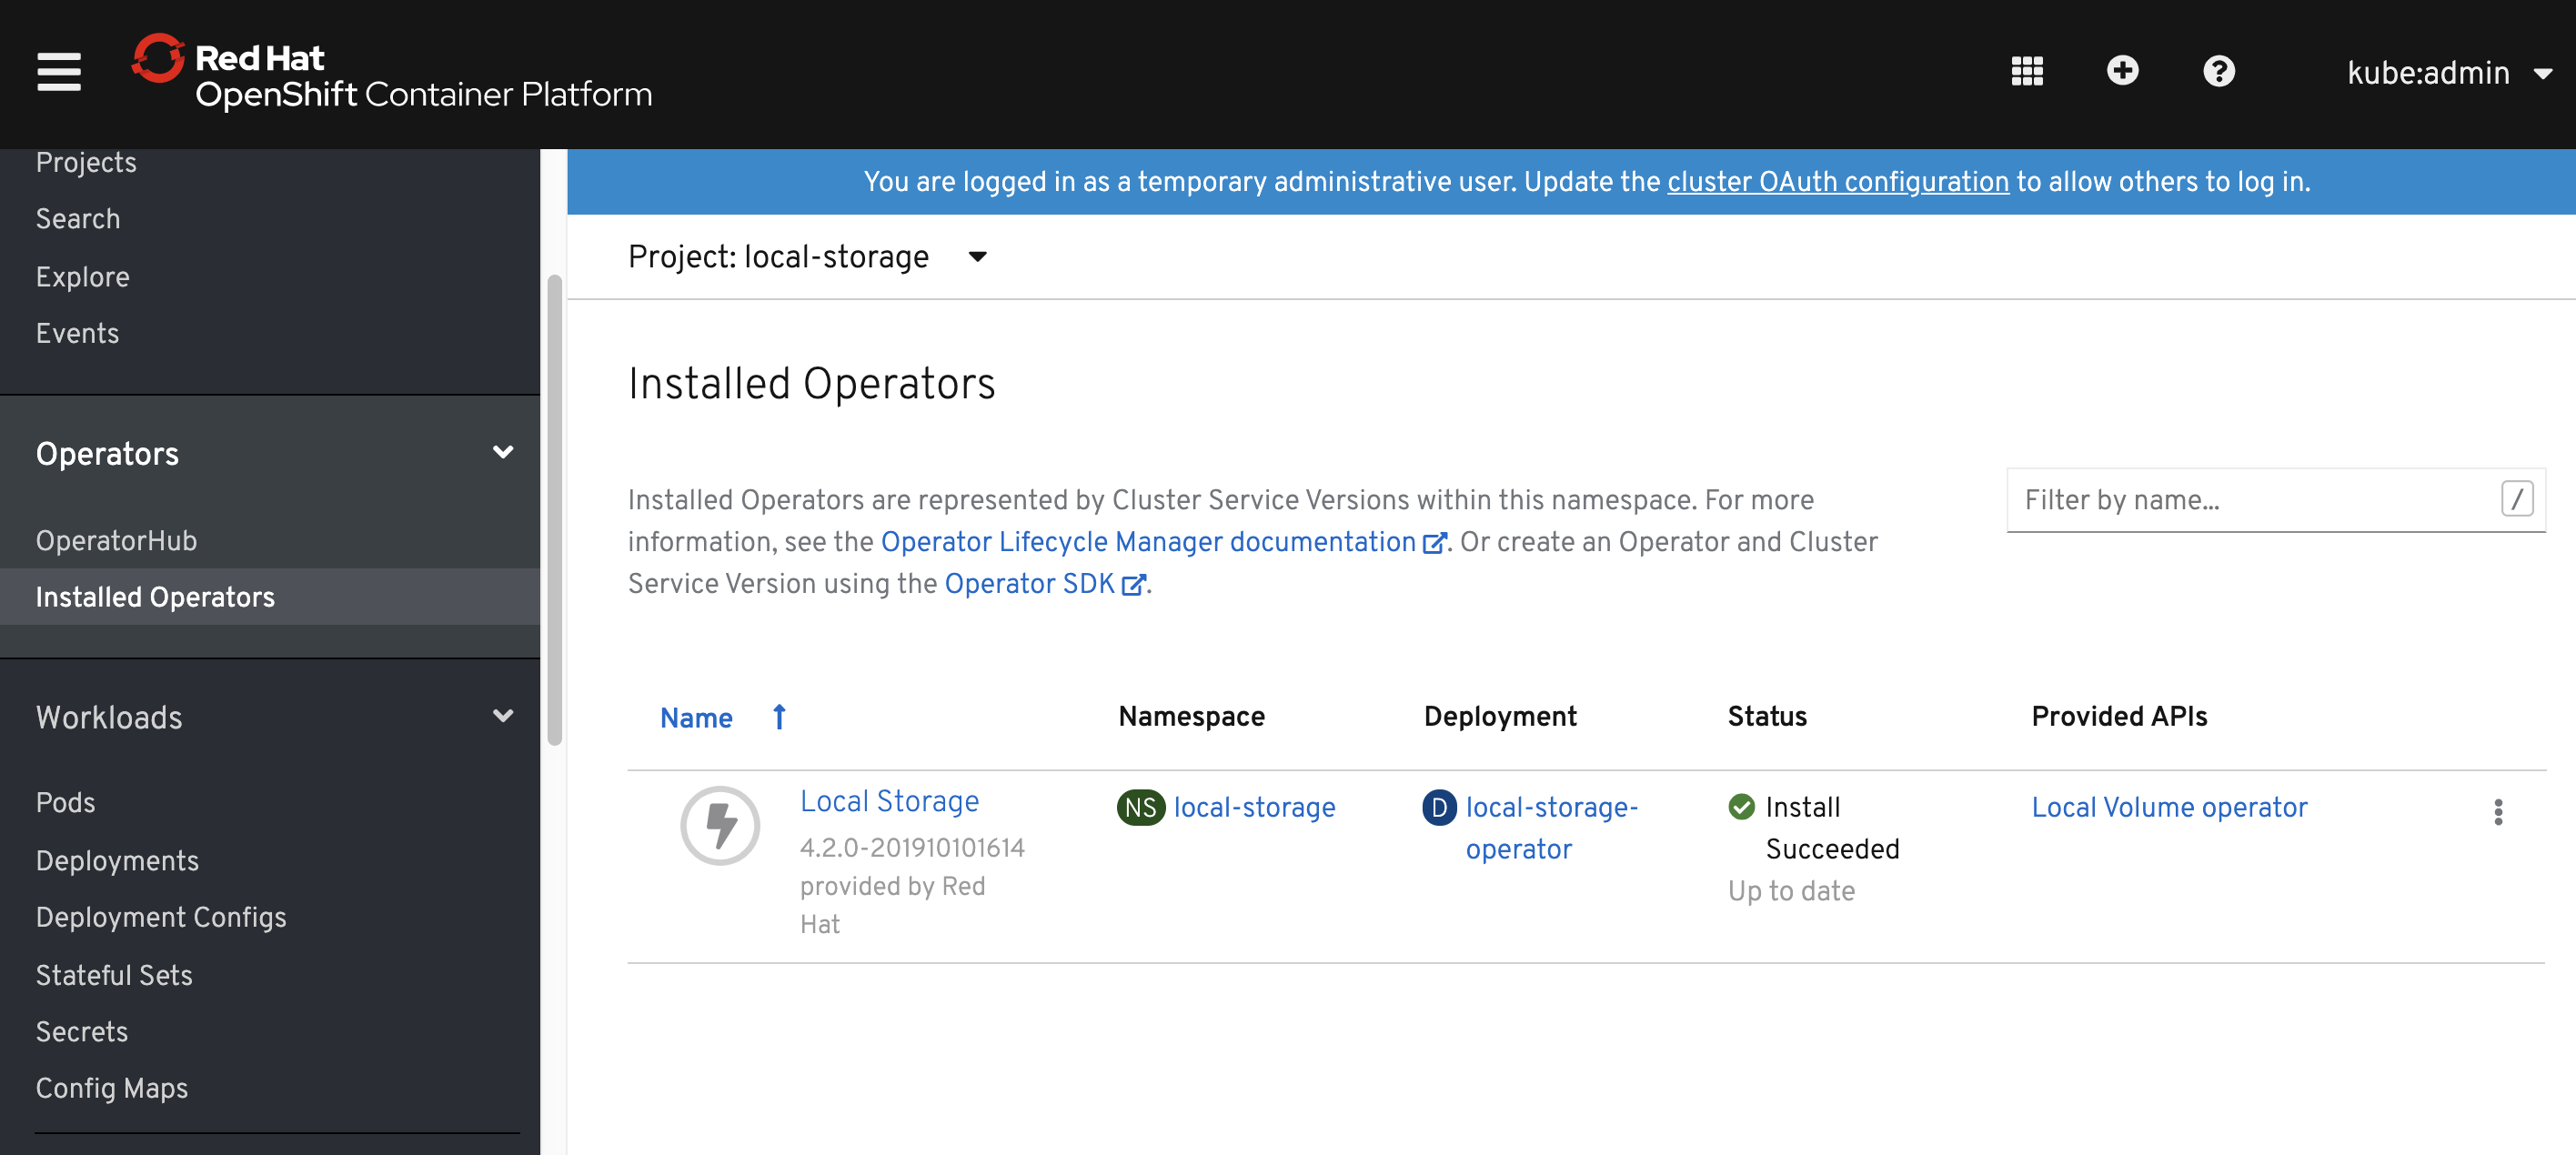 Red Hat
OpenShift Container Platform
kube:admin
Projects
Search
Explore
Events
Operators
OperatorHub
Installed Operators
Workloads
Pods
Deployments
Deployment Configs
Stateful Sets
Secrets
Config Maps
You are logged in as a temporary administrative user. Update the cluster OAuth configuration to allow others to log in.
Project: local-storage
Installed Operators
Installed Operators are represented by Cluster Service Versions within this namespace. For more
information, see the Operator Lifecycle Manager documentation. Or create an Operator and Cluster
Service Version using the Operator SDK.
Filter by name...
/
Name Namespace Deployment Status Provided APIs
Local Storage
4.2.0-201910101614
provided by Red
Hat
NS local-storage
D local-storage-
operator
Install
Succeeded
Up to date
Local Volume operator